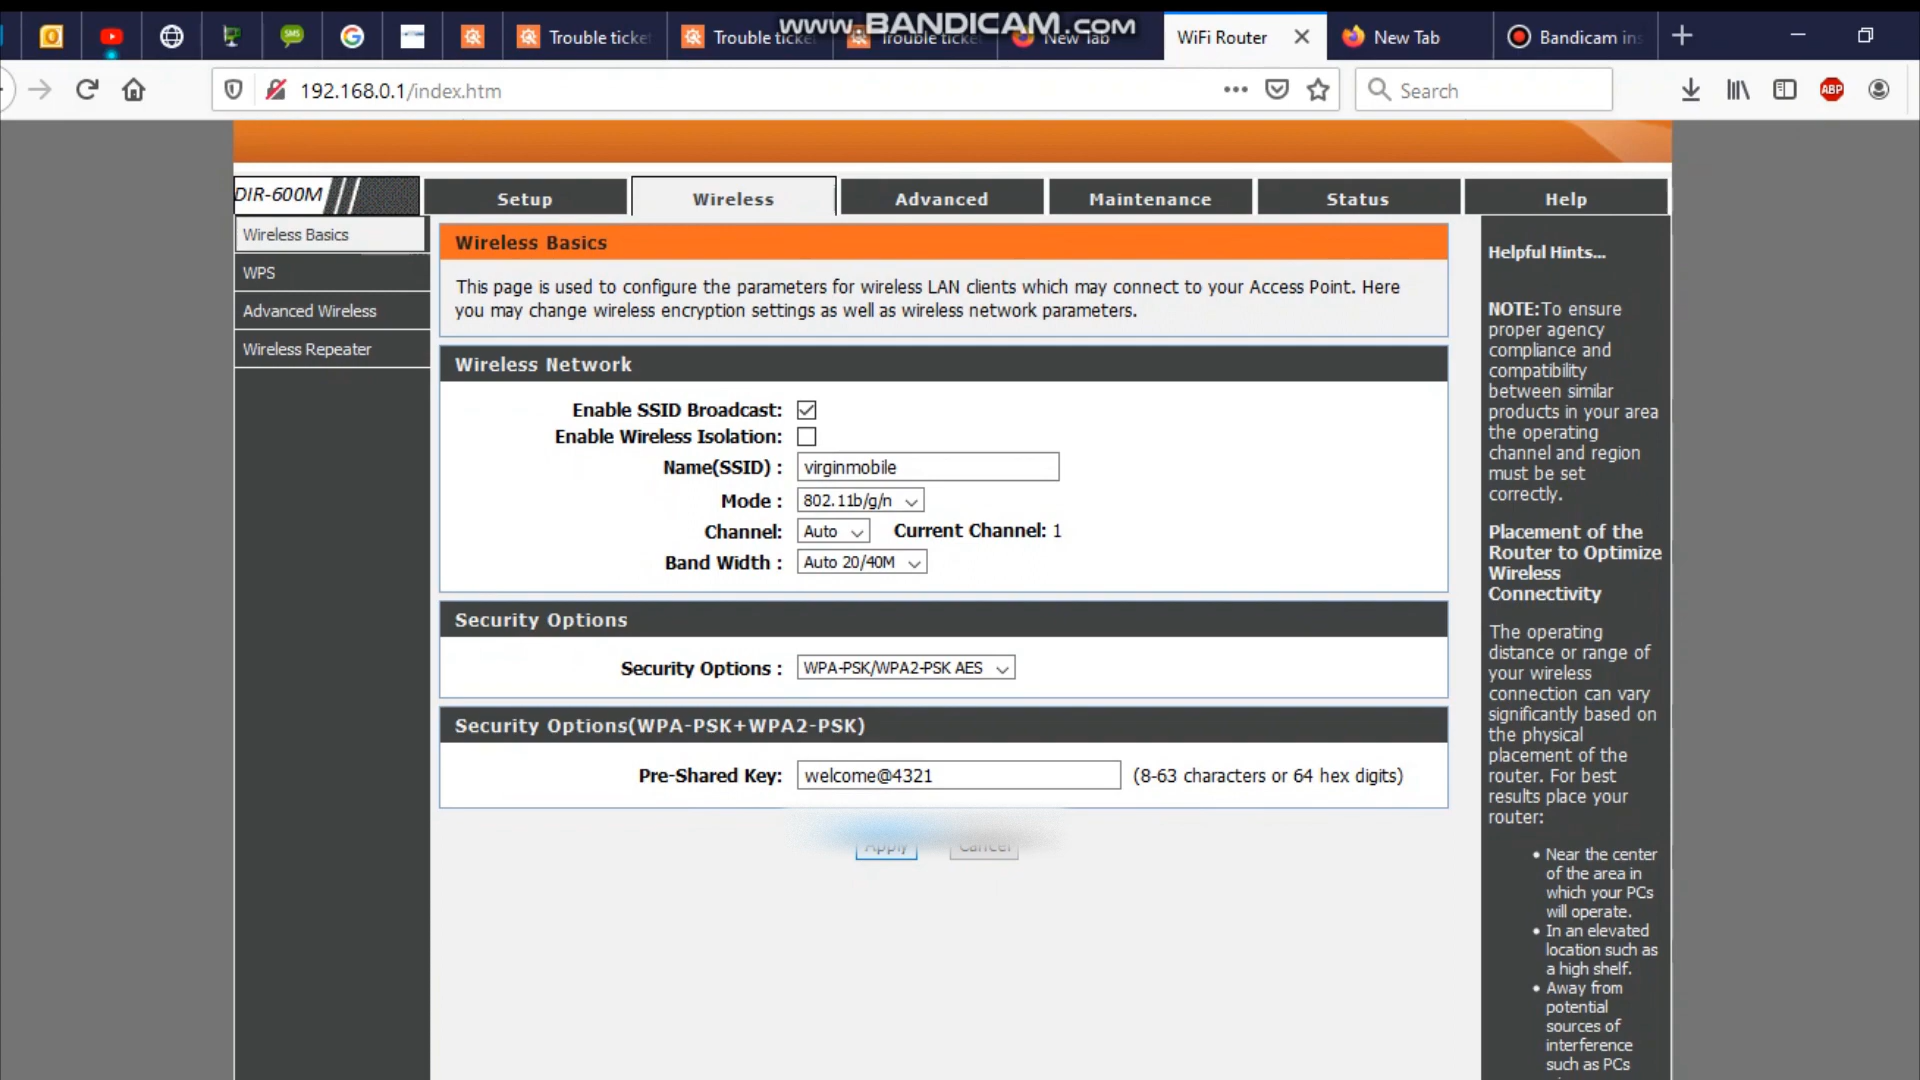 www.BANDICAM.com
SMS
Trouble ticket
Trouble ticket
Trouble ticket
New Tab
WiFi Router
New Tab
Bandicam in
192.168.0.1/index.htm
Search
ABP
DIR-600M
Setup
Wireless
Advanced
Maintenance
Status
Help
Wireless Basics
WPS
Advanced Wireless
Wireless Repeater
Wireless Basics
This page is used to configure the parameters for wireless LAN clients which may connect to your Access Point. Here
you may change wireless encryption settings as well as wireless network parameters.
Wireless Network
Enable SSID Broadcast:
Enable Wireless Isolation:
Name(SSID) : virginmobile
Mode : 802.11b/g/n
Channel: Auto Current Channel: 1
Band Width : Auto 20/40M
Security Options
Security Options : WPA-PSK/WPA2-PSK AES
Security Options(WPA-PSK+WPA2-PSK)
Pre-Shared Key: welcome@4321 (8-63 characters or 64 hex digits)
Apply Cancel
Helpful Hints...
NOTE:To ensure
proper agency
compliance and
compatibility
between similar
products in your area
the operating
channel and region
must be set
correctly.
Placement of the
Router to Optimize
Wireless
Connectivity
The operating
distance or range of
your wireless
connection can vary
significantly based on
the physical
placement of the
router. For best
results place your
router:
Near the center
of the area in
which your PCs
will operate.
In an elevated
location such as
a high shelf.
Away from
potential
sources of
interference
such as PCs